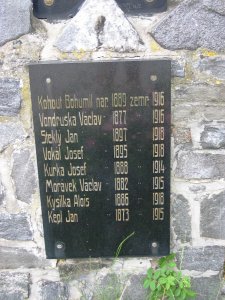 Kohout Bohumil nar. 1889 zemř. 1916
Vondruška Václav 1877 1916
Steklý Jan 1897 1918
Vokál Josef 1895 1918
Kurka Josef 1888 1914
Moravek Václav 1882 1915
Kysilka Alois 1886 1918
Kepl Jan 1873 1915